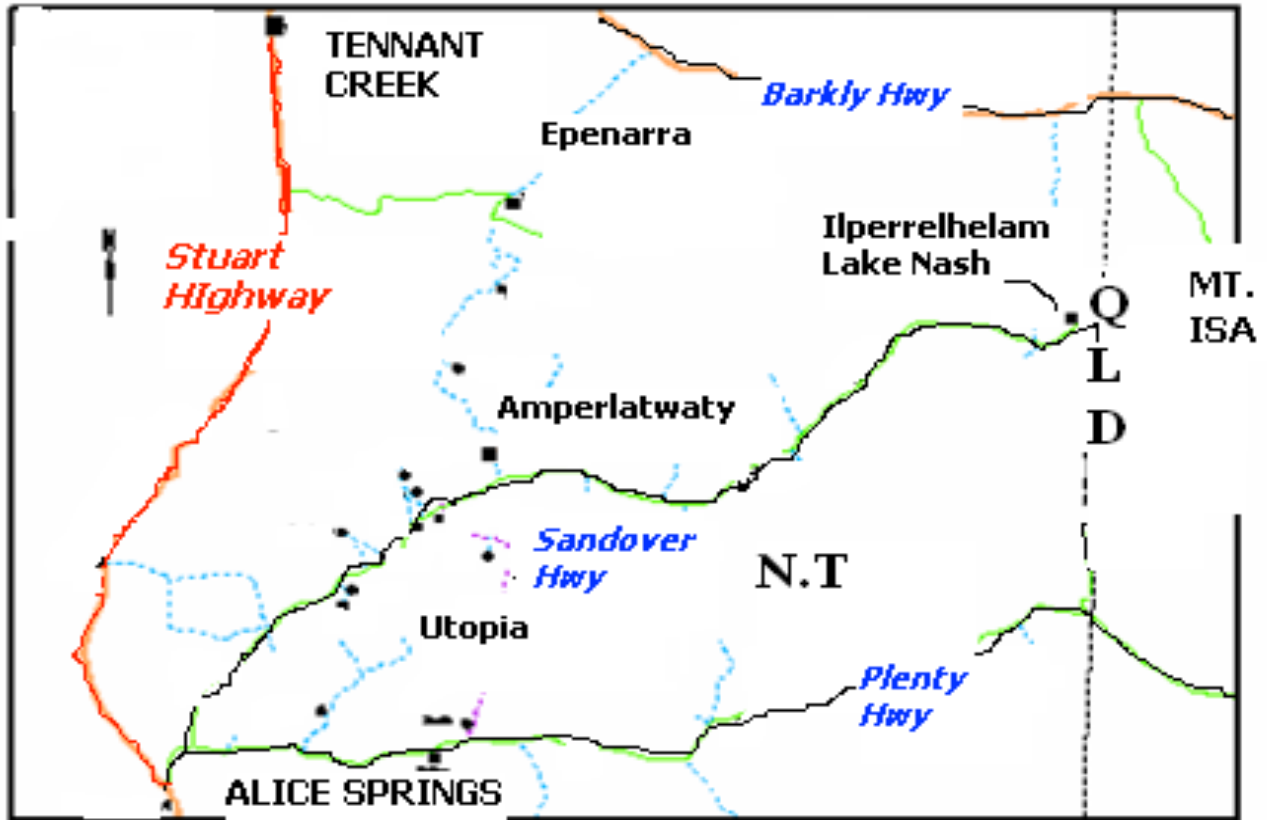 TENNANT
CREEK
Barkly Hwy
Epenarra
Ilperrelhelam
Lake Nash
Stuart
HIghway
MT.
ISA
Q
L
D
Amperlatwaty
Sandover
Hwy
N.T
Utopia
Plenty
Hwy
ALICE SPRINGS